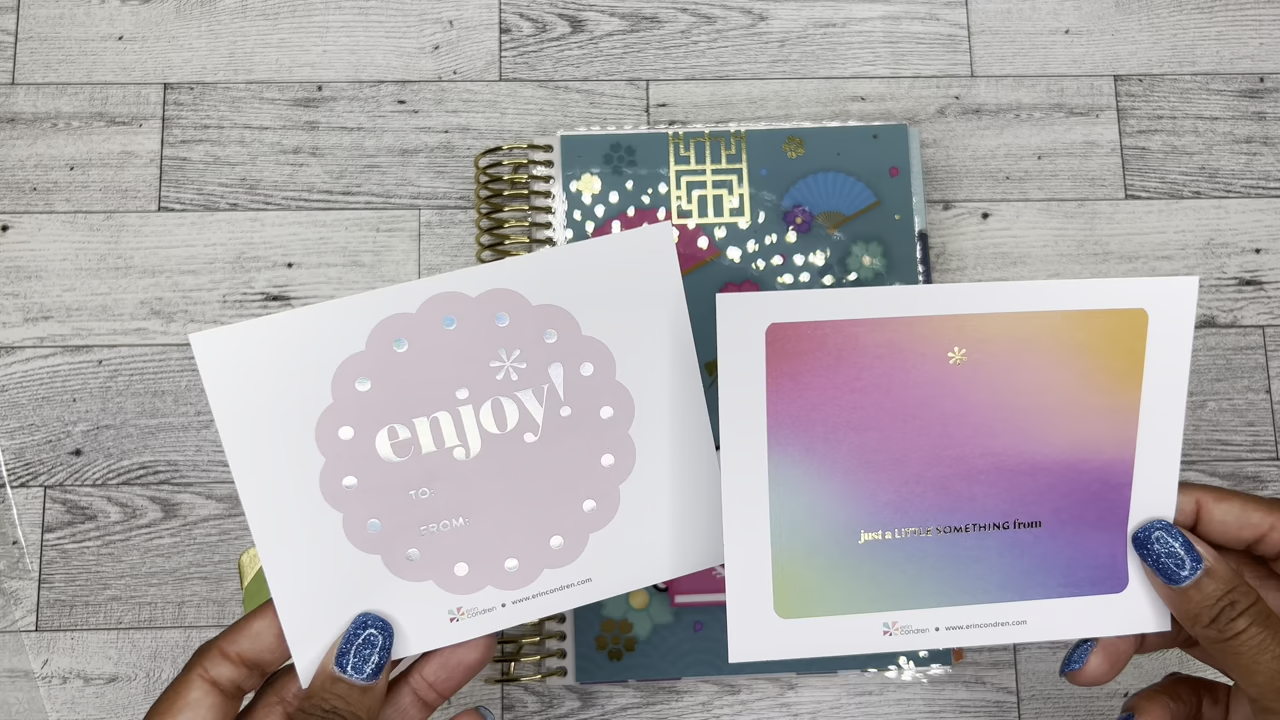 enjoy!
TO:
FROM:
erin condren • www.erincondren.com
just a LITTLE SOMETHING from
erin condren • www.erincondren.com